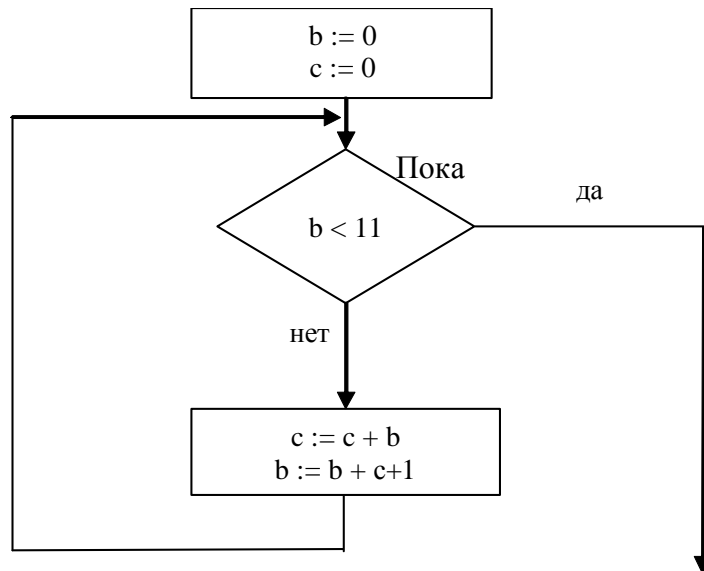 b := 0
c := 0
Пока
да
b < 11
нет
c := c + b
b := b + c+1